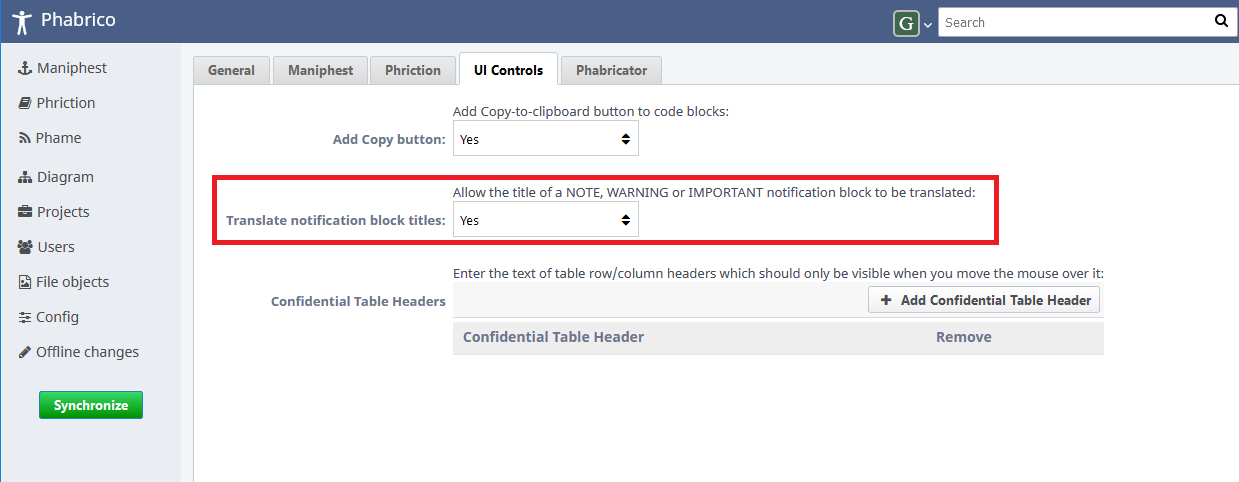 Phabrico
G
Search
Maniphest
Phriction
Phame
Diagram
Projects
Users
File objects
Config
Offline changes
Synchronize
General
Maniphest
Phriction
UI Controls
Phabricator
Add Copy-to-clipboard button to code blocks:
Add Copy button:
Yes
Allow the title of a NOTE, WARNING or IMPORTANT notification block to be translated:
Translate notification block titles:
Yes
Enter the text of table row/column headers which should only be visible when you move the mouse over it:
Confidential Table Headers
+ Add Confidential Table Header
Confidential Table Header
Remove